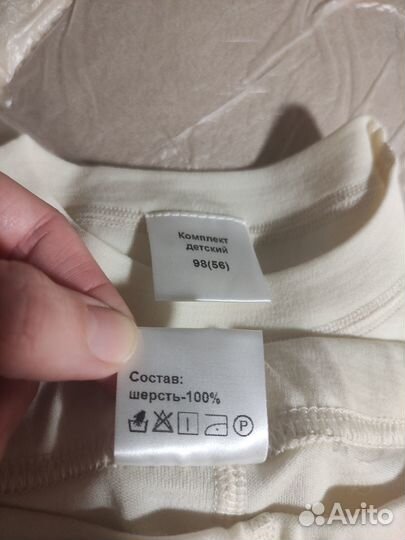 Комплект
детский
98(56)
Состав:
шерсть-100%
P
Avito